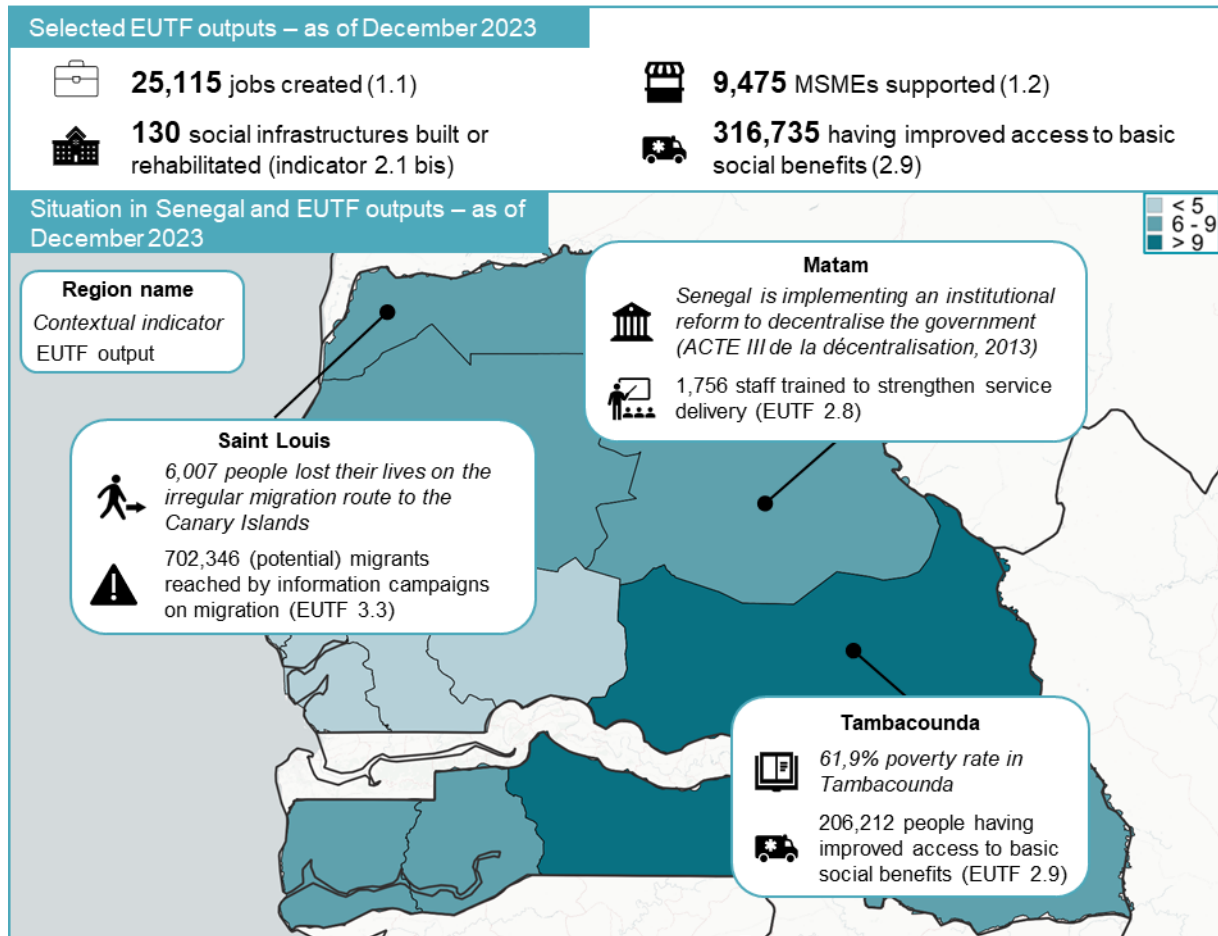 Selected EUTF outputs – as of December 2023
25,115 jobs created (1.1)
9,475 MSMEs supported (1.2)
130 social infrastructures built or
rehabilitated (indicator 2.1 bis)
316,735 having improved access to basic
social benefits (2.9)
Situation in Senegal and EUTF outputs – as of
December 2023
< 5
6 - 9
> 9
Region name
Contextual indicator
EUTF output
Matam
Senegal is implementing an institutional
reform to decentralise the government
(ACTE III de la décentralisation, 2013)
1,756 staff trained to strengthen service
delivery (EUTF 2.8)
Saint Louis
6,007 people lost their lives on the
irregular migration route to the
Canary Islands
702,346 (potential) migrants
reached by information campaigns
on migration (EUTF 3.3)
Tambacounda
61,9% poverty rate in
Tambacounda
206,212 people having
improved access to basic
social benefits (EUTF 2.9)